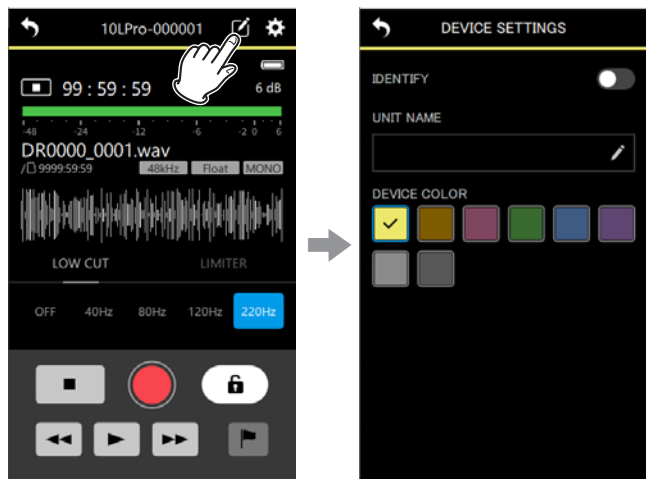 10LPro-000001
99 : 59 : 59
6 dB
-48 -24 -12 -6 -2 0 6
DR0000_0001.wav
/ 9999:59:59 48kHz Float MONO
LOW CUT LIMITER
OFF 40Hz 80Hz 120Hz 220Hz
DEVICE SETTINGS
IDENTIFY
UNIT NAME
DEVICE COLOR